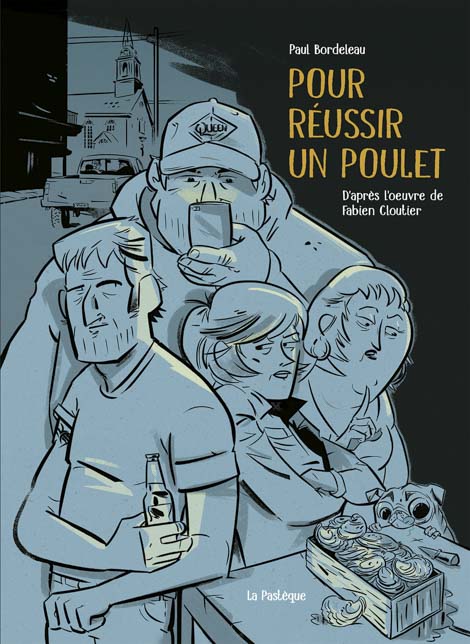 Paul Bordeleau
POUR
RÉUSSIR
UN POULET
D'après l'oeuvre de
Fabien Cloutier
QUEEN
La Pastèque